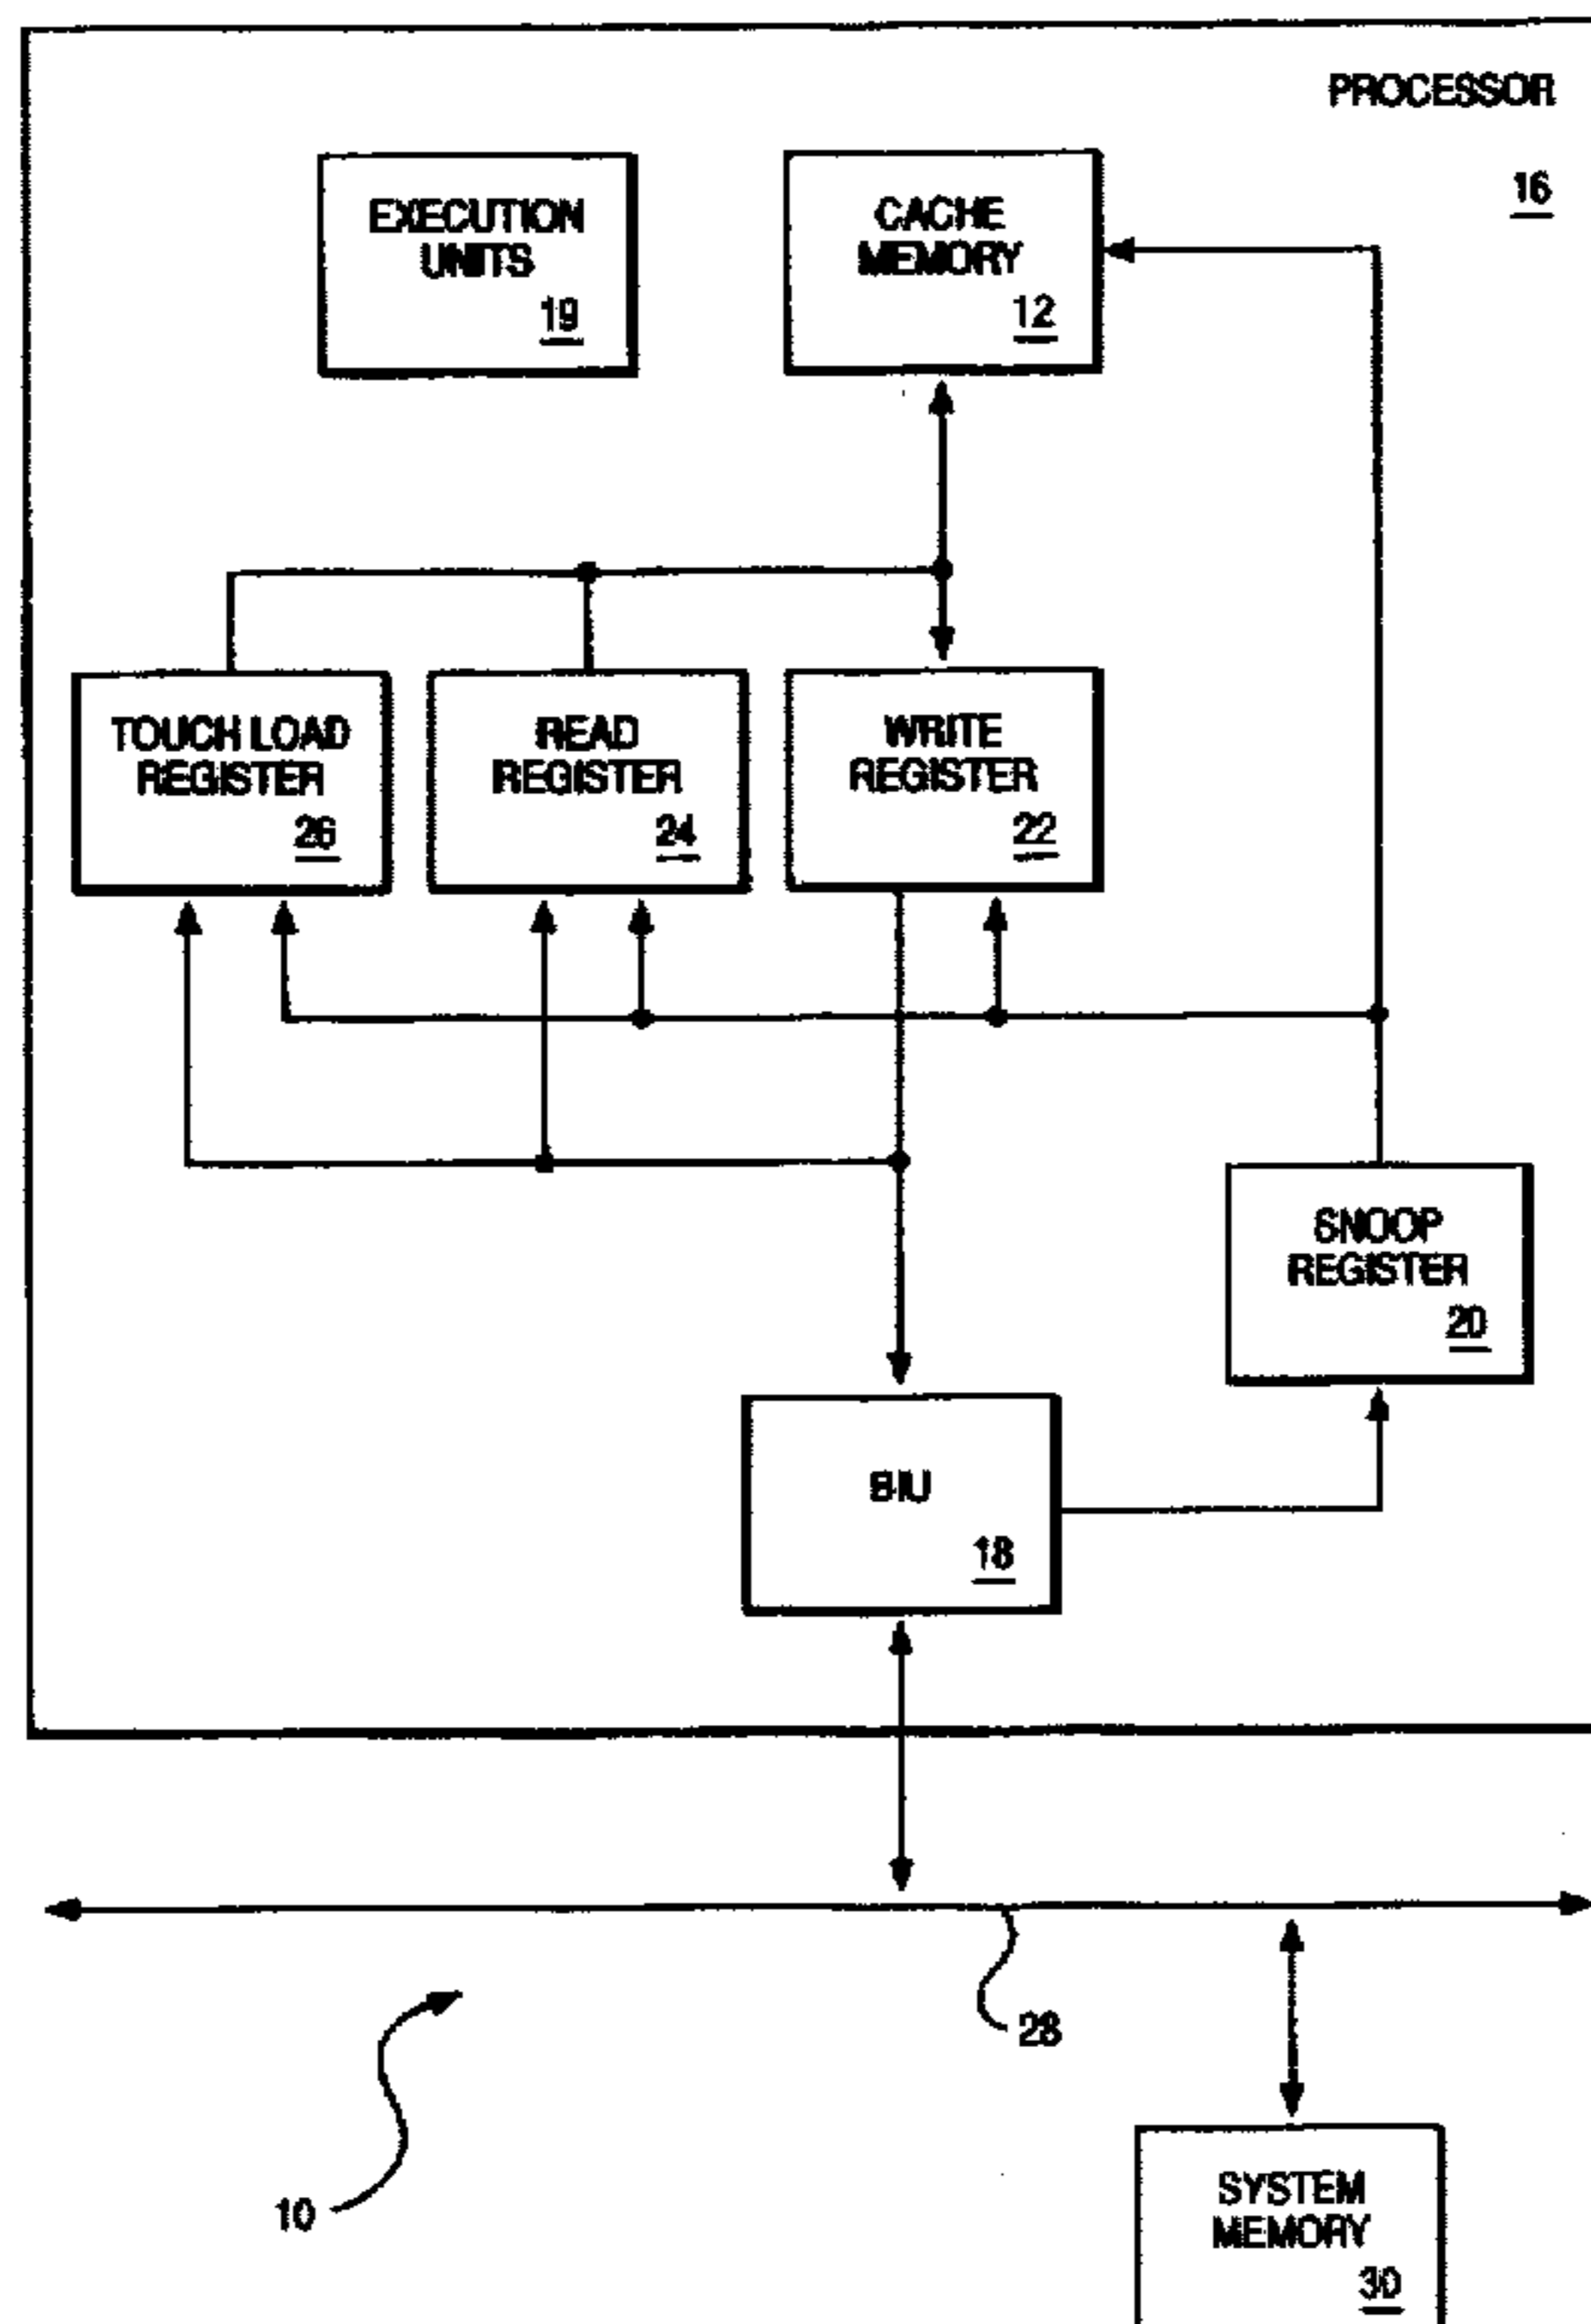 PROCESSOR
16
EXECUTION
UNITS
19
CACHE
MEMORY
12
TOUCH LOAD
REGISTER
26
READ
REGISTER
24
WRITE
REGISTER
22
SNOOP
REGISTER
20
BIU
18
28
10
SYSTEM
MEMORY
30